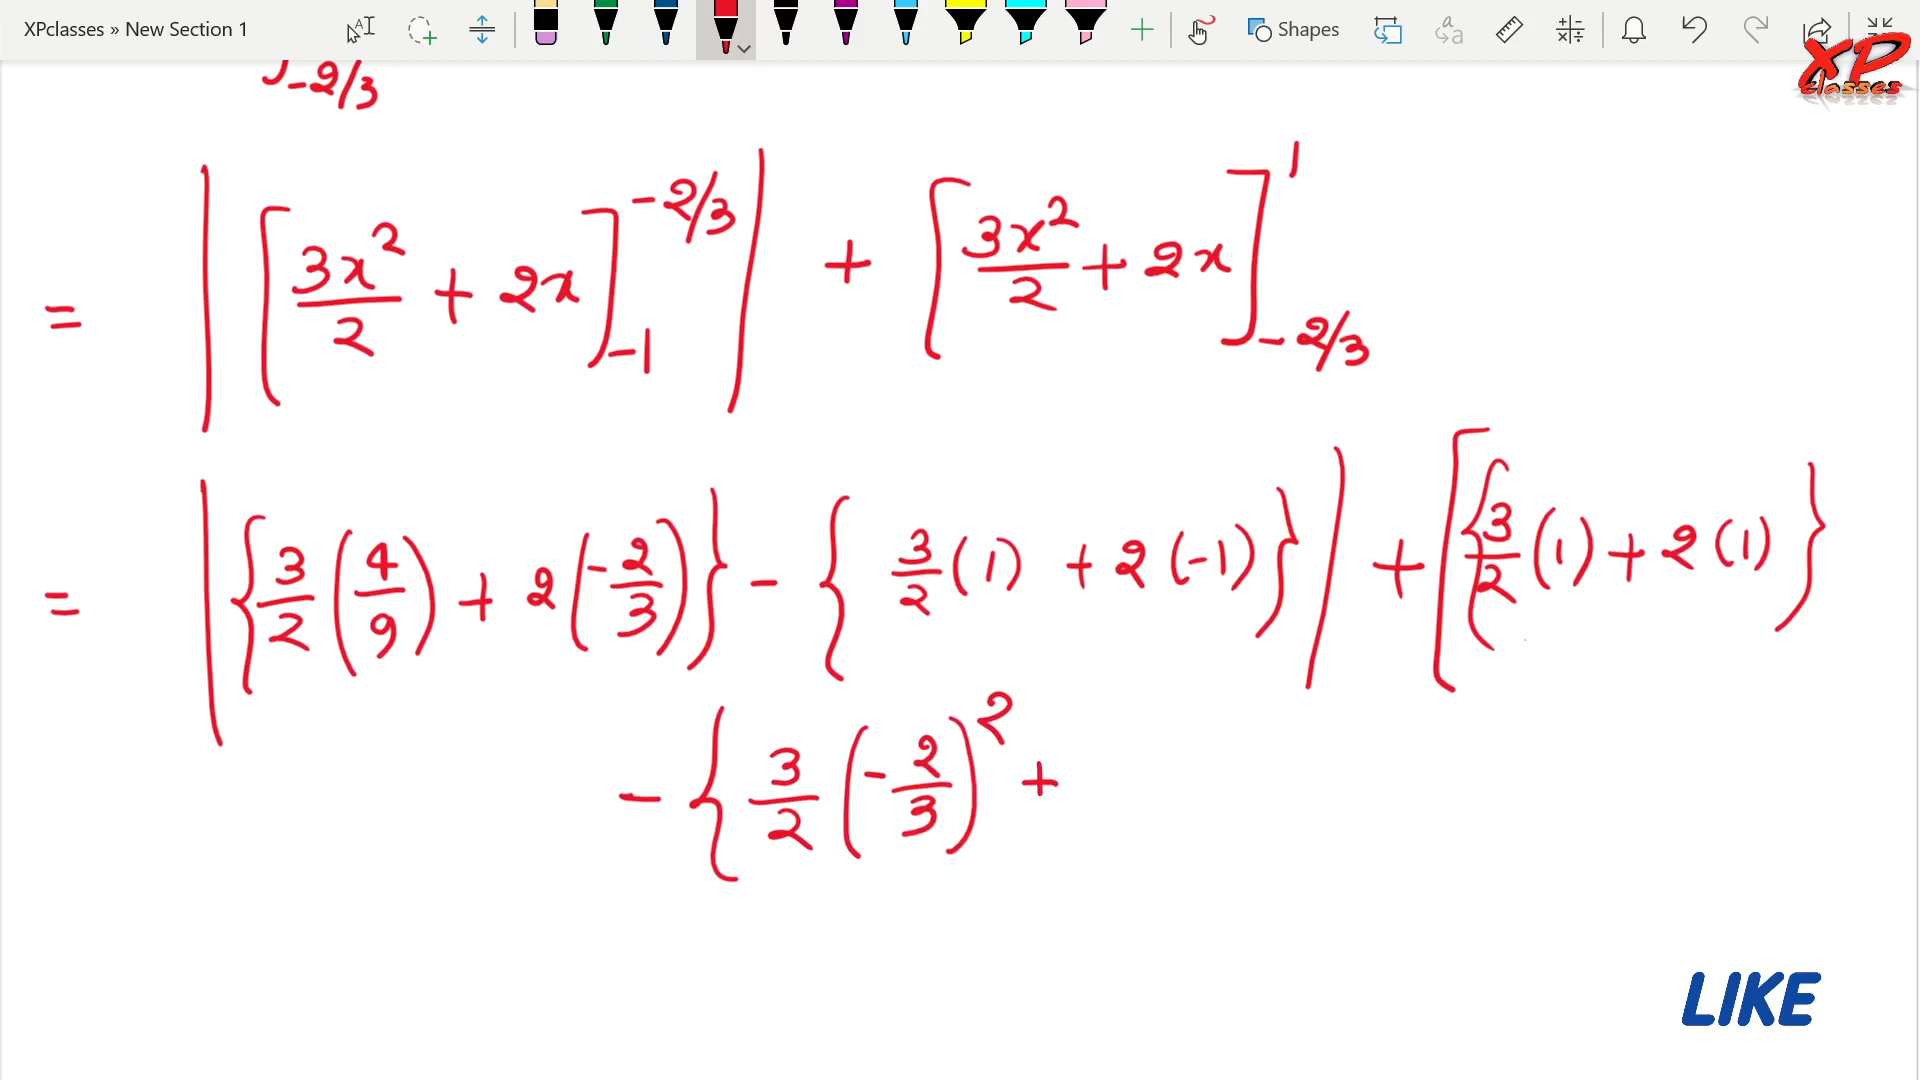 XPclasses » New Section 1
Shapes
XP
classes
∫_{-2/3}
= | [ 3x²/2 + 2x ]_{-1}^{-2/3} | + [ 3x²/2 + 2x ]_{-2/3}^{1}
= | { 3/2 (4/9) + 2 (-2/3) } - { 3/2 (1) + 2 (-1) } | + [ { 3/2 (1) + 2 (1) }
- { 3/2 (-2/3)² +
LIKE